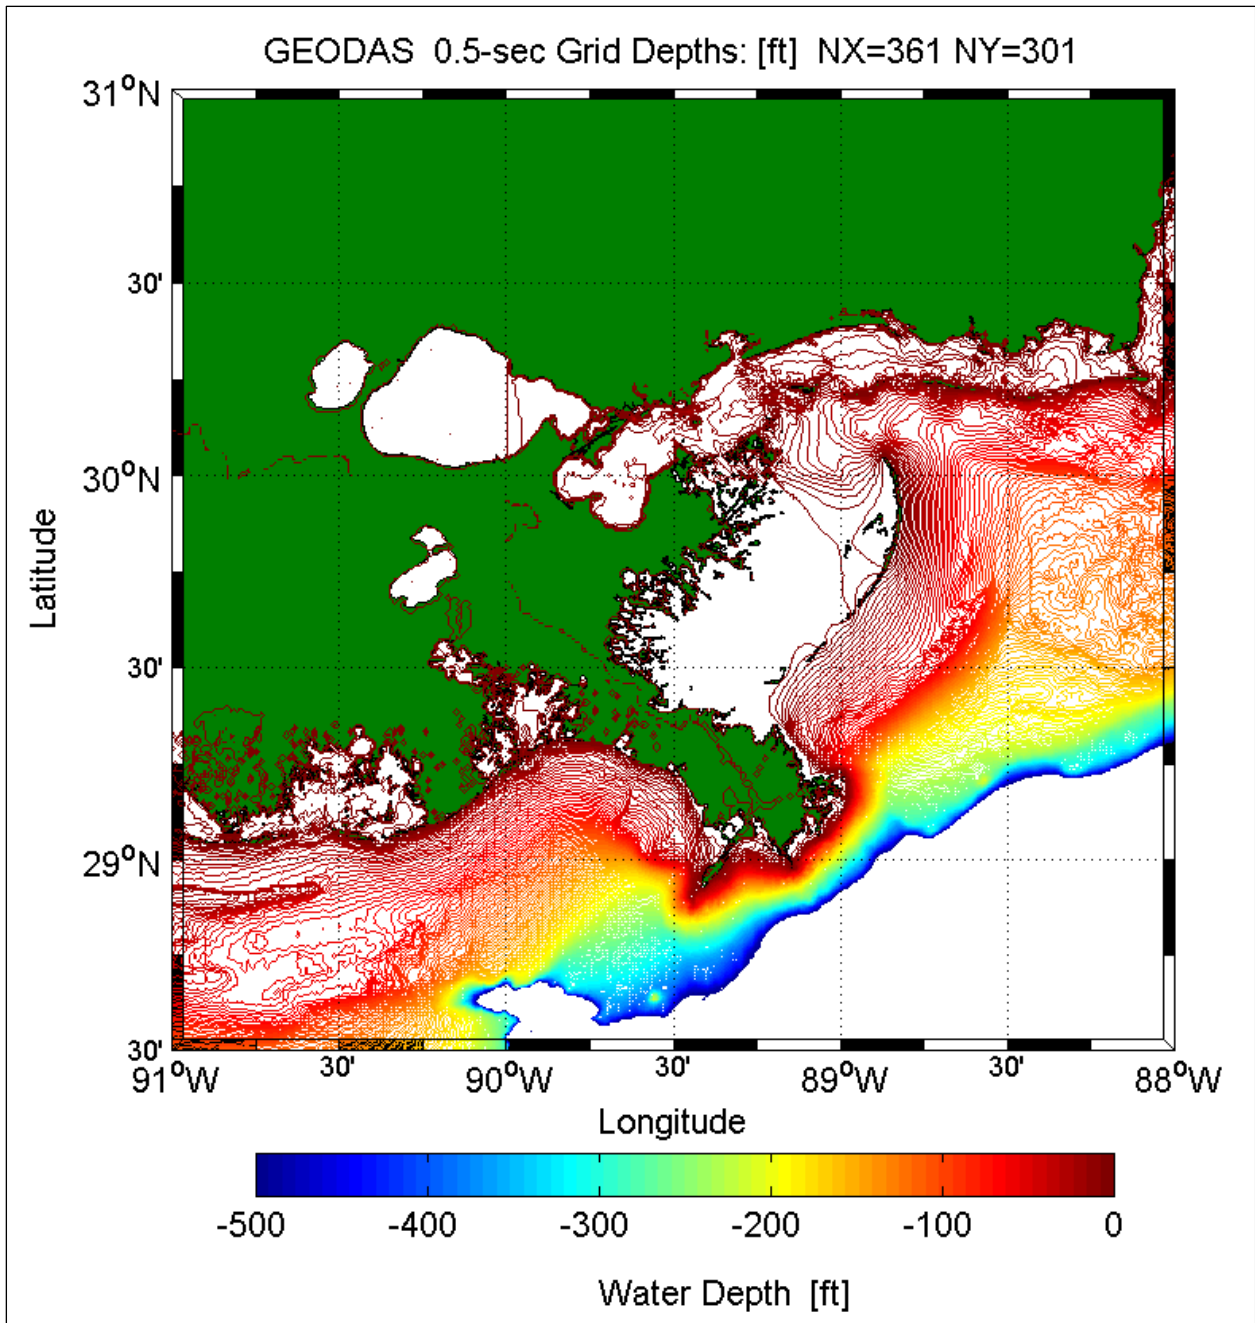 GEODAS 0.5-sec Grid Depths: [ft] NX=361 NY=301
31°N
30'
30°N
30'
29°N
30'
Latitude
91°W
30'
90°W
30'
89°W
30'
88°W
Longitude
-500
-400
-300
-200
-100
0
Water Depth [ft]